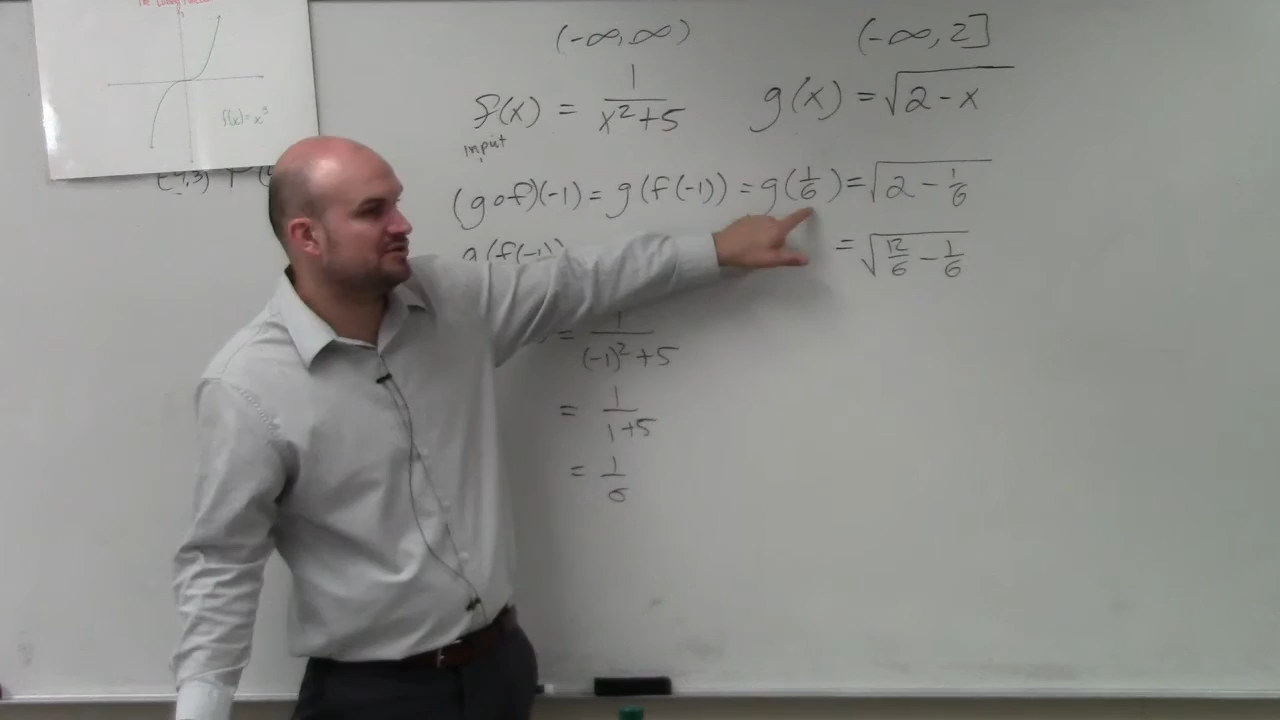 f(x) = x³
(-∞, ∞)
(-∞, 2]
f(x) = 1/(x² + 5)
g(x) = √(2 - x)
input
(g∘f)(-1) = g(f(-1)) = g(1/6) = √(2 - 1/6)
g(f(-1))
= √(12/6 - 1/6)
= 1/((-1)² + 5)
= 1/(1+5)
= 1/6